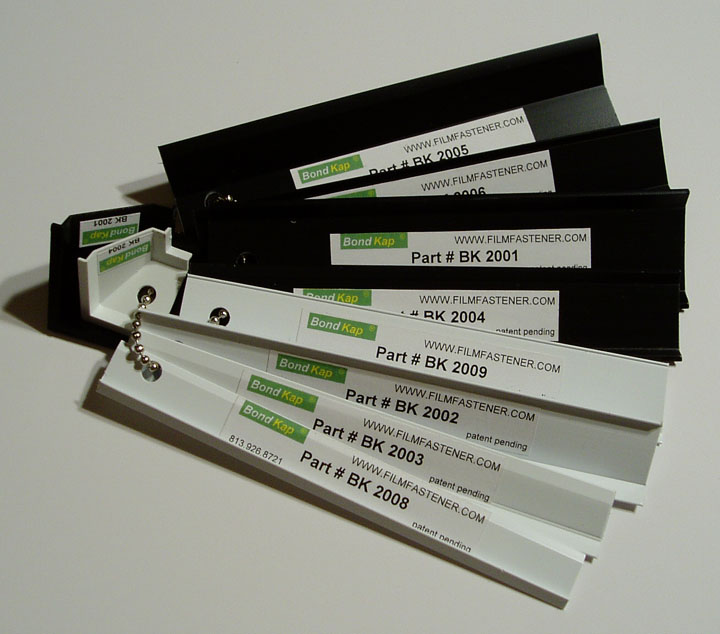 Bond Kap
WWW.FILMFASTENER.COM
Part # BK 2005
WWW.FILMFASTENER.COM
2006
Bond Kap
WWW.FILMFASTENER.COM
Part # BK 2001
patent pending
BK 2001
Bond Kap
BK 2004
Bond Kap
Bond Kap
WWW.FILMFASTENER.COM
Part # BK 2004
patent pending
Bond Kap
WWW.FILMFASTENER.COM
Part # BK 2009
Bond Kap
WWW.FILMFASTENER.COM
Part # BK 2002
patent pending
Bond Kap
WWW.FILMFASTENER.COM
Part # BK 2003
patent pending
Bond Kap
813.926.8721
WWW.FILMFASTENER.COM
Part # BK 2008
patent pending